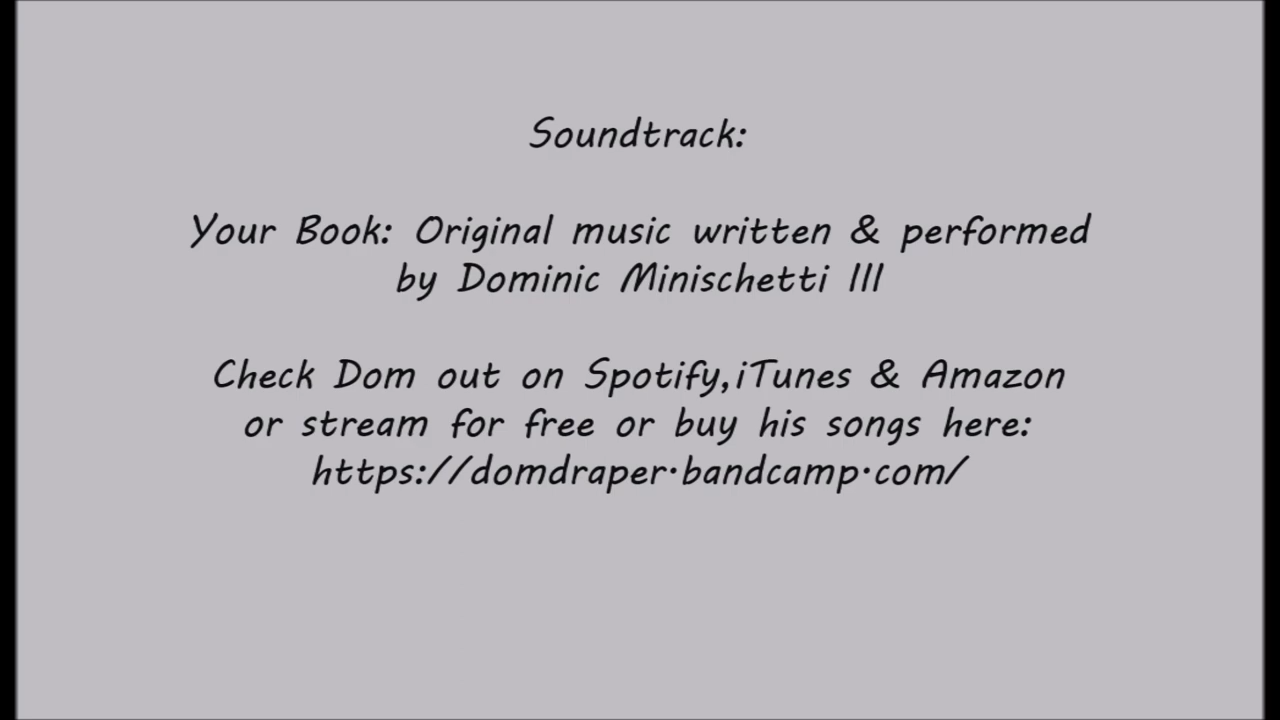 Soundtrack:
Your Book: Original music written & performed
by Dominic Minischetti III
Check Dom out on Spotify,iTunes & Amazon
or stream for free or buy his songs here:
https://domdraper.bandcamp.com/